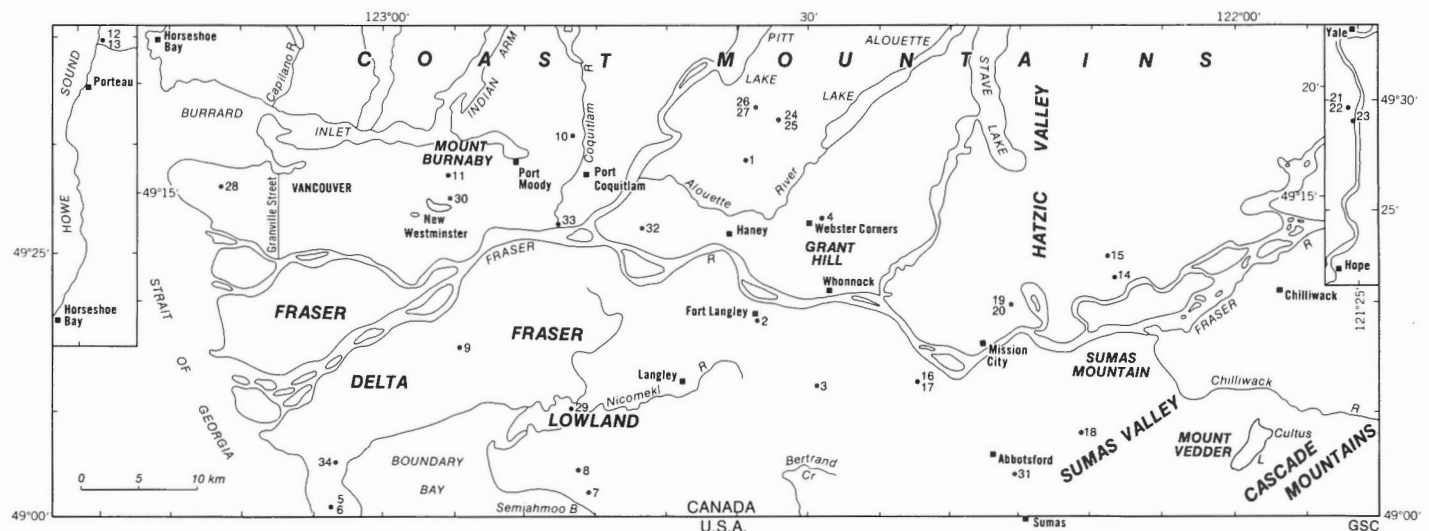 123°00'
30'
122°00'
12
13
Horseshoe
Bay
Capilano R
C O A S T M O U N T A I N S
INDIAN ARM
Coquitlam R
PITT
LAKE
ALOUETTE
LAKE
STAVE
LAKE
Yale
20'
49°30'
21
22
23
SOUND
Porteau
BURRARD
INLET
MOUNT
BURNABY
10
26
27
24
25
1
HATZIC VALLEY
28
VANCOUVER
11
Port
Moody
Port
Coquitlam
Alouette River
49°15'
49°15'
25'
Granville Street
30
New
Westminster
33
32
Haney
4
Webster Corners
GRANT
HILL
HOWE
49°25'
FRASER R
Whonnock
15
14
R
Hope
121°25'
Chilliwack
STRAIT
OF
GEORGIA
Horseshoe
Bay
FRASER
DELTA
FRASER
LOWLAND
Fort Langley
2
19
20
FRASER
9
Mission
City
SUMAS
MOUNTAIN
Langley
Nicomekl R
3
16
17
Chilliwack R
29
18
SUMAS VALLEY
MOUNT
VEDDER
Cultus
L
CASCADE
MOUNTAINS
34
BOUNDARY
BAY
8
7
Bertrand
Cr
Abbotsford
31
0 5 10 km
5
6
Semiahmoo B
CANADA
U.S.A.
Sumas
49°00'
49°00'
GSC